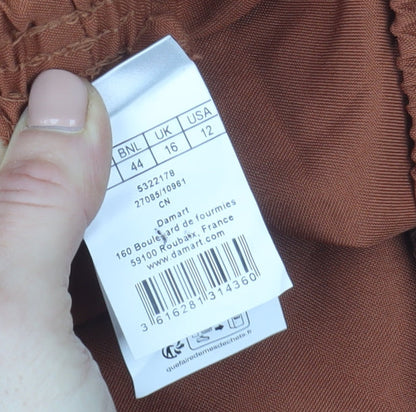 BNL UK USA
44 16 12
5322178
27085/10961
CN
Damart
160 Boulevard de fourmies
59100 Roubaix, France
www.damart.com
3 616281 314360
quefairedemesdechets.fr